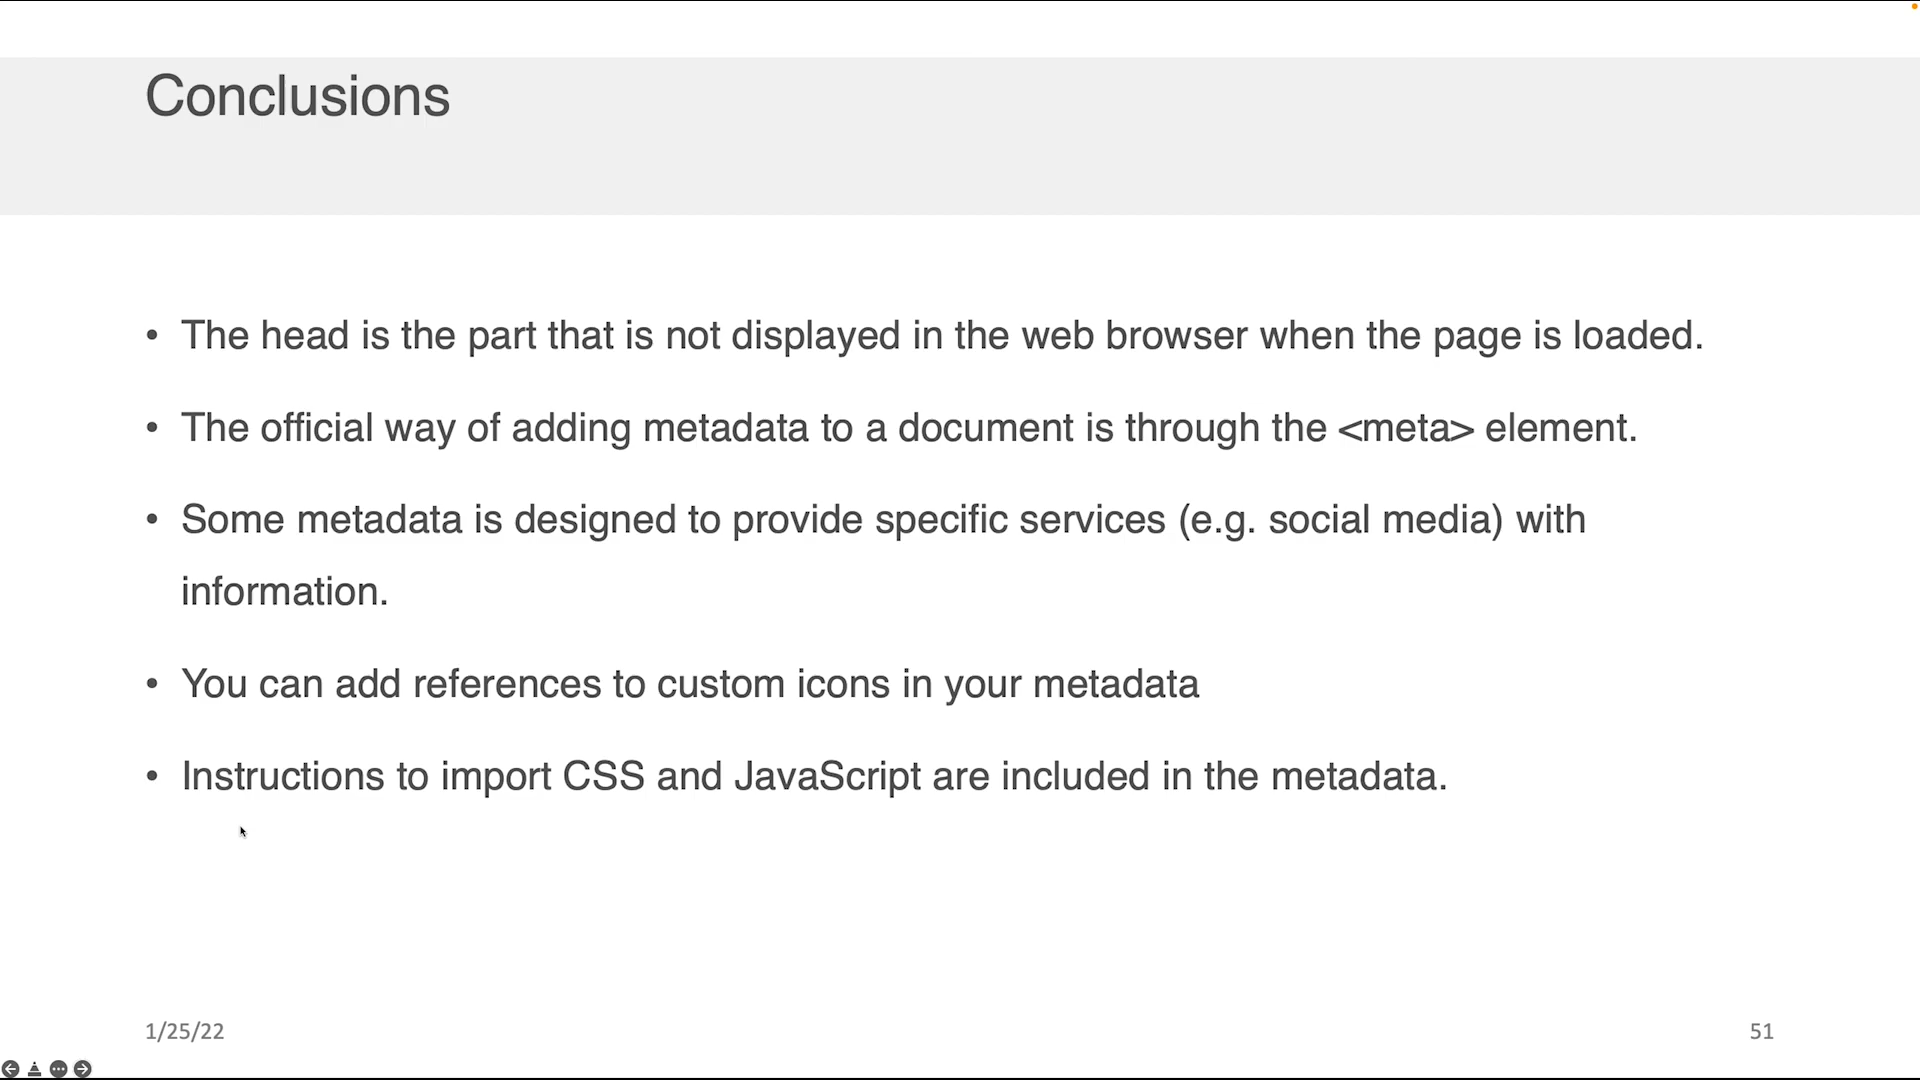 Conclusions
• The head is the part that is not displayed in the web browser when the page is loaded.
• The official way of adding metadata to a document is through the <meta> element.
• Some metadata is designed to provide specific services (e.g. social media) with
information.
• You can add references to custom icons in your metadata
• Instructions to import CSS and JavaScript are included in the metadata.
1/25/22
51